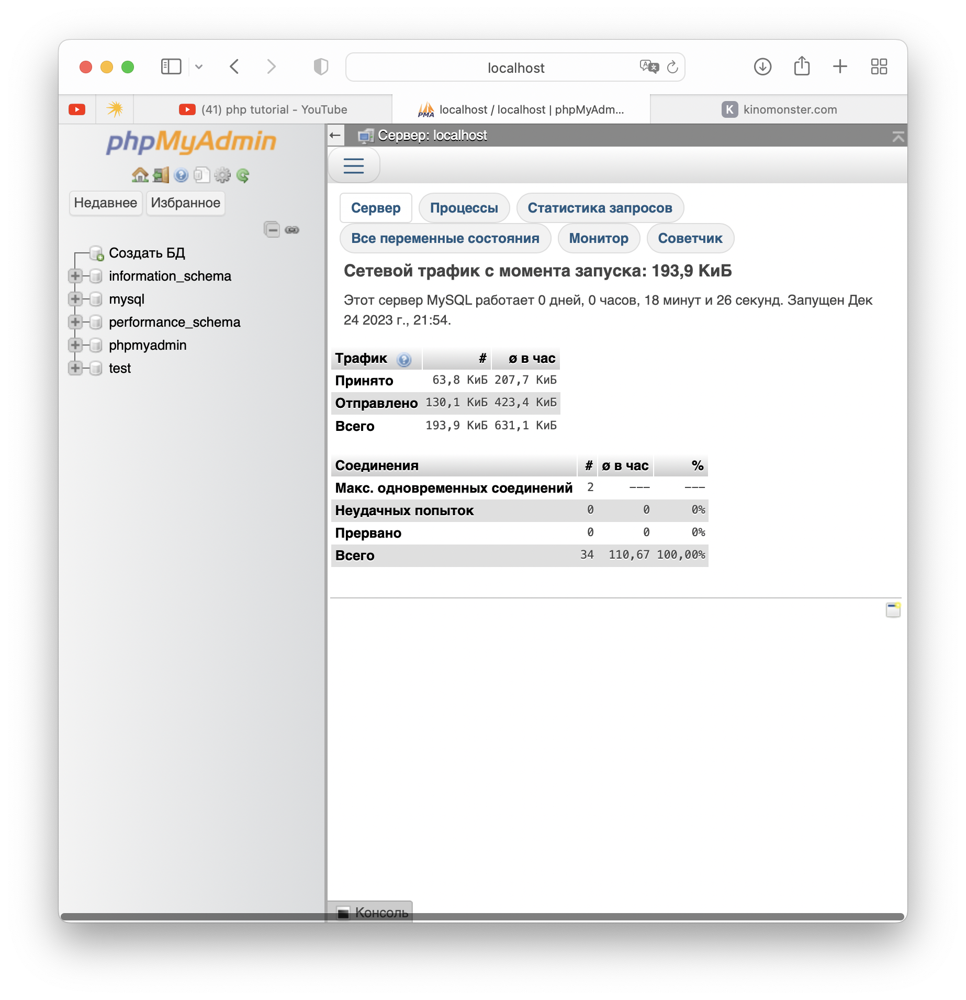 localhost
(41) php tutorial - YouTube
PMA
localhost / localhost | phpMyAdm...
K
kinomonster.com
phpMyAdmin
Недавнее
Избранное
Создать БД
information_schema
mysql
performance_schema
phpmyadmin
test
Сервер: localhost
Сервер
Процессы
Статистика запросов
Все переменные состояния
Монитор
Советчик
Сетевой трафик с момента запуска: 193,9 КиБ
Этот сервер MySQL работает 0 дней, 0 часов, 18 минут и 26 секунд. Запущен Дек
24 2023 г., 21:54.
Трафик # ø в час
Принято 63,8 КиБ 207,7 КиБ
Отправлено 130,1 КиБ 423,4 КиБ
Всего 193,9 КиБ 631,1 КиБ
Соединения # ø в час %
Макс. одновременных соединений 2 --- ---
Неудачных попыток 0 0 0%
Прервано 0 0 0%
Всего 34 110,67 100,00%
Консоль